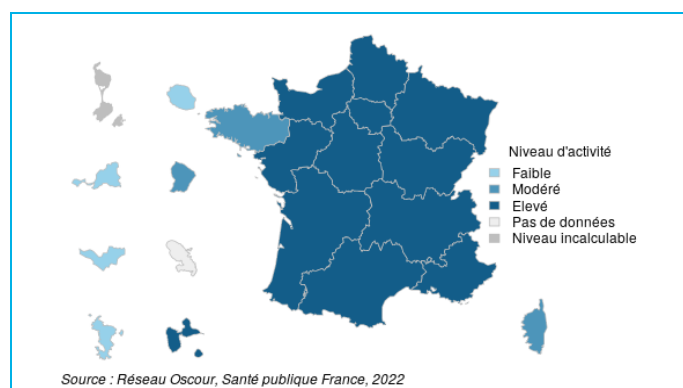 Niveau d'activité
Faible
Modéré
Elevé
Pas de données
Niveau incalculable
Source : Réseau Oscour, Santé publique France, 2022